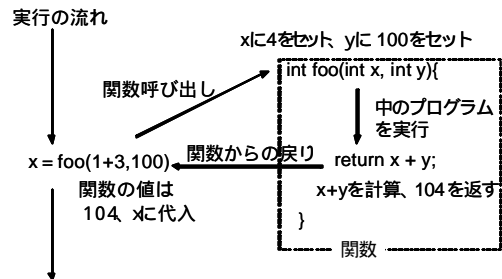 実行の流れ
xに4をセット、yに100をセット
int foo(int x, int y){
関数呼び出し
中のプログラム
を実行
x = foo(1+3,100)
関数からの戻り
return x + y;
関数の値は
104、xに代入
x+yを計算、104を返す
}
関数